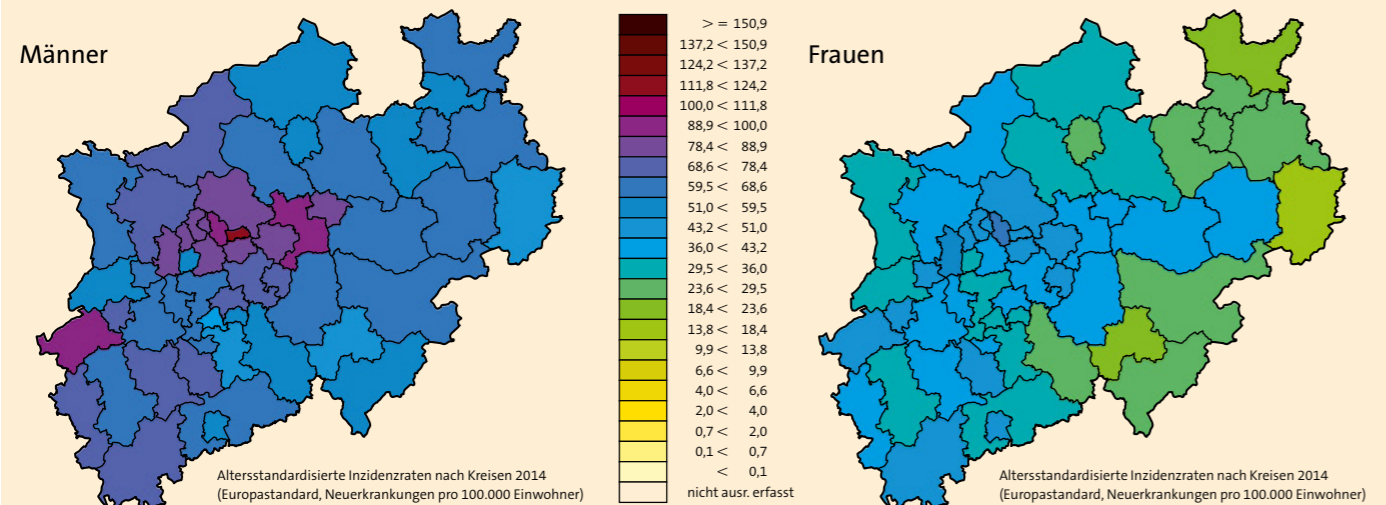 Männer
Frauen
> = 150,9
137,2 < 150,9
124,2 < 137,2
111,8 < 124,2
100,0 < 111,8
88,9 < 100,0
78,4 < 88,9
68,6 < 78,4
59,5 < 68,6
51,0 < 59,5
43,2 < 51,0
36,0 < 43,2
29,5 < 36,0
23,6 < 29,5
18,4 < 23,6
13,8 < 18,4
9,9 < 13,8
6,6 < 9,9
4,0 < 6,6
2,0 < 4,0
0,7 < 2,0
0,1 < 0,7
< 0,1
nicht ausr. erfasst
Altersstandardisierte Inzidenzraten nach Kreisen 2014
(Europastandard, Neuerkrankungen pro 100.000 Einwohner)
Altersstandardisierte Inzidenzraten nach Kreisen 2014
(Europastandard, Neuerkrankungen pro 100.000 Einwohner)